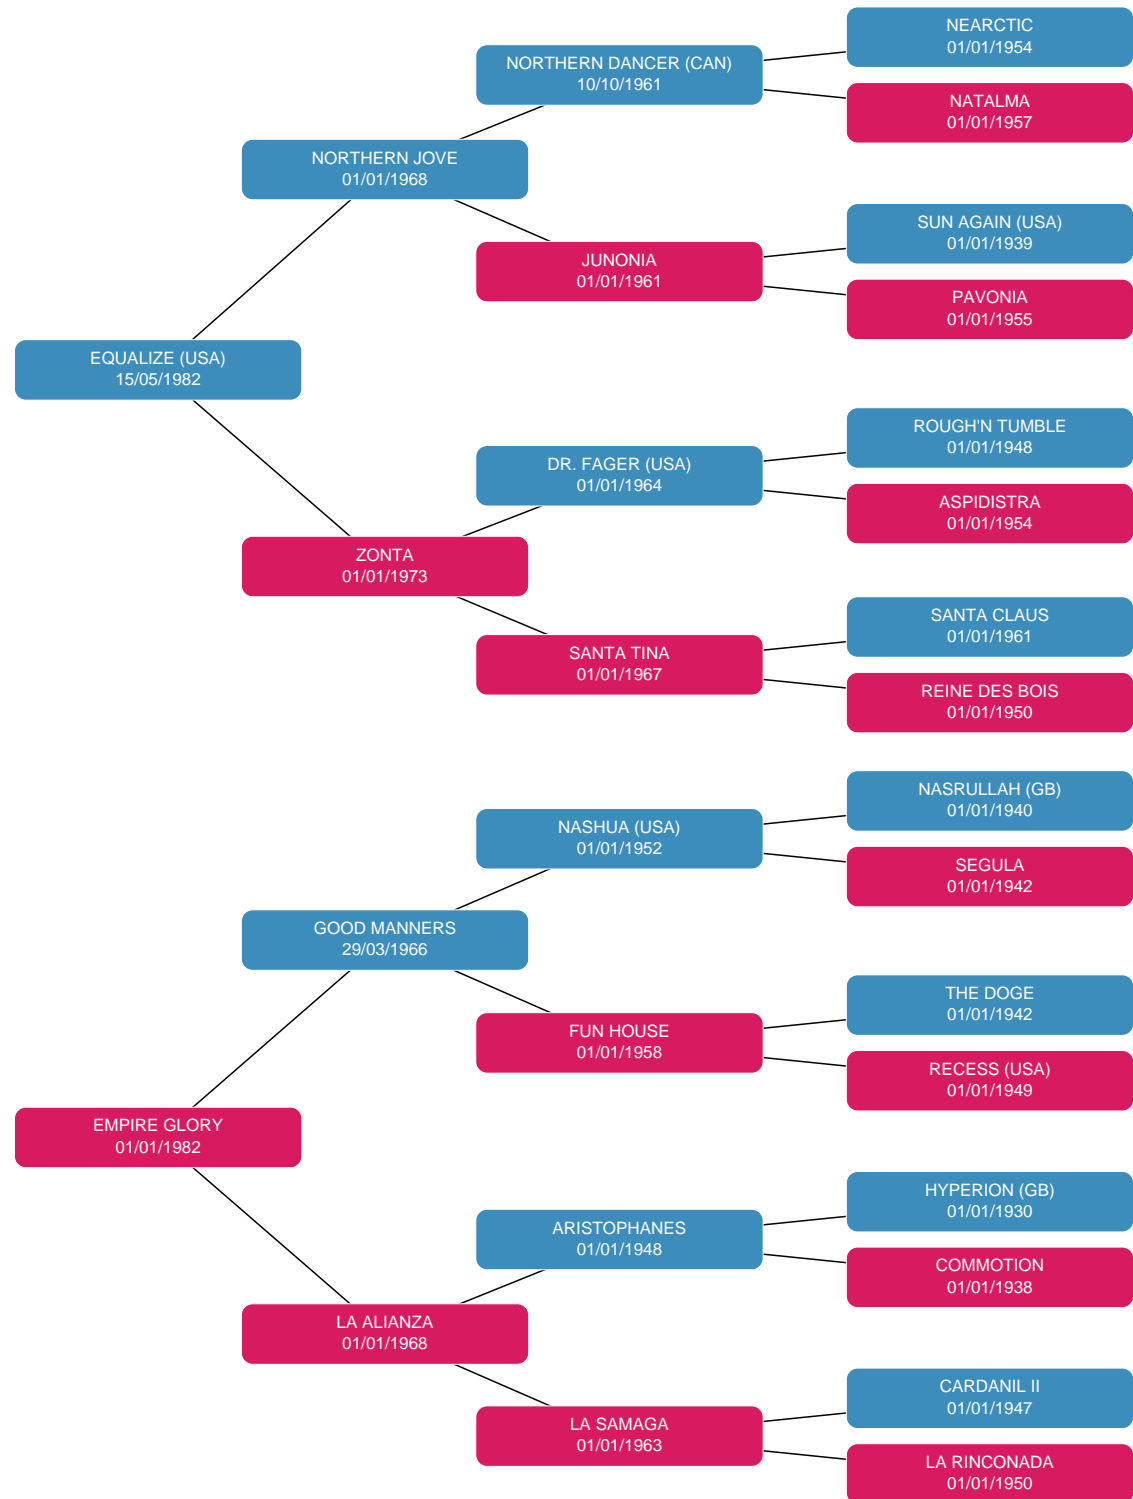 NEARCTIC
01/01/1954
NORTHERN DANCER (CAN)
10/10/1961
NATALMA
01/01/1957
NORTHERN JOVE
01/01/1968
SUN AGAIN (USA)
01/01/1939
JUNONIA
01/01/1961
PAVONIA
01/01/1955
EQUALIZE (USA)
15/05/1982
ROUGH'N TUMBLE
01/01/1948
DR. FAGER (USA)
01/01/1964
ASPIDISTRA
01/01/1954
ZONTA
01/01/1973
SANTA CLAUS
01/01/1961
SANTA TINA
01/01/1967
REINE DES BOIS
01/01/1950
NASRULLAH (GB)
01/01/1940
NASHUA (USA)
01/01/1952
SEGULA
01/01/1942
GOOD MANNERS
29/03/1966
THE DOGE
01/01/1942
FUN HOUSE
01/01/1958
RECESS (USA)
01/01/1949
EMPIRE GLORY
01/01/1982
HYPERION (GB)
01/01/1930
ARISTOPHANES
01/01/1948
COMMOTION
01/01/1938
LA ALIANZA
01/01/1968
CARDANIL II
01/01/1947
LA SAMAGA
01/01/1963
LA RINCONADA
01/01/1950